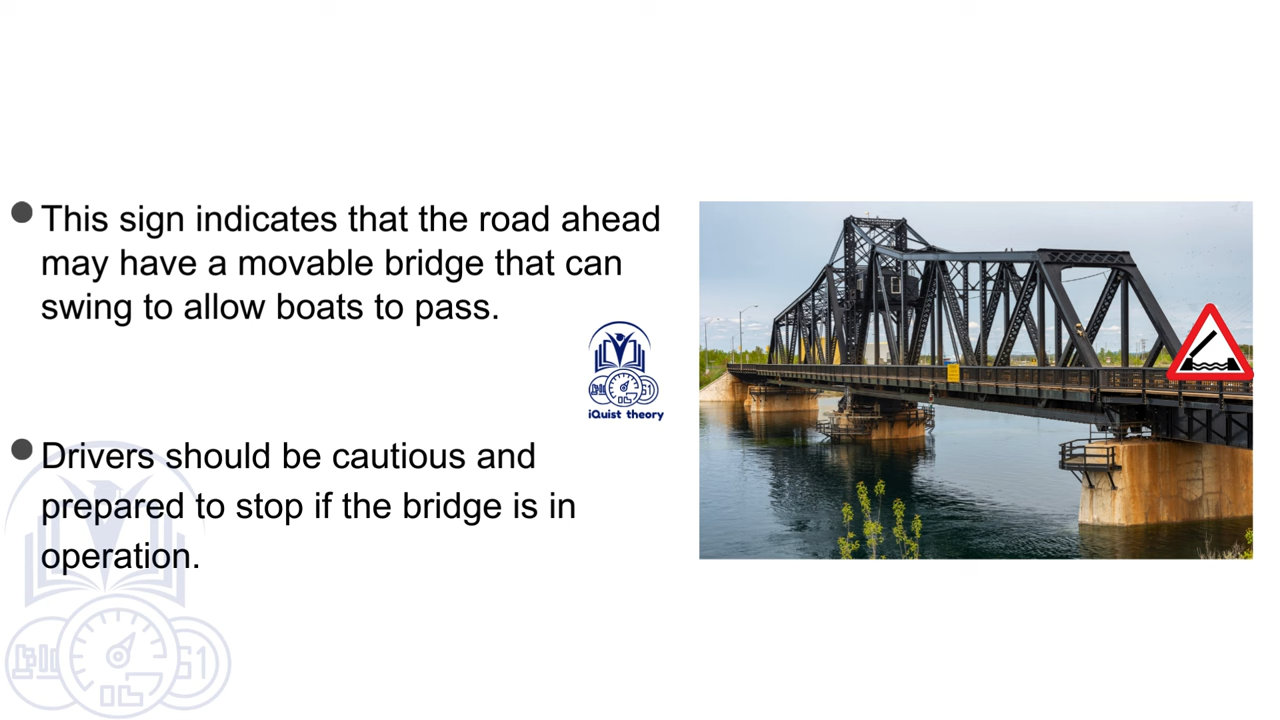 This sign indicates that the road ahead
may have a movable bridge that can
swing to allow boats to pass.
iQuist theory
Drivers should be cautious and
prepared to stop if the bridge is in
operation.